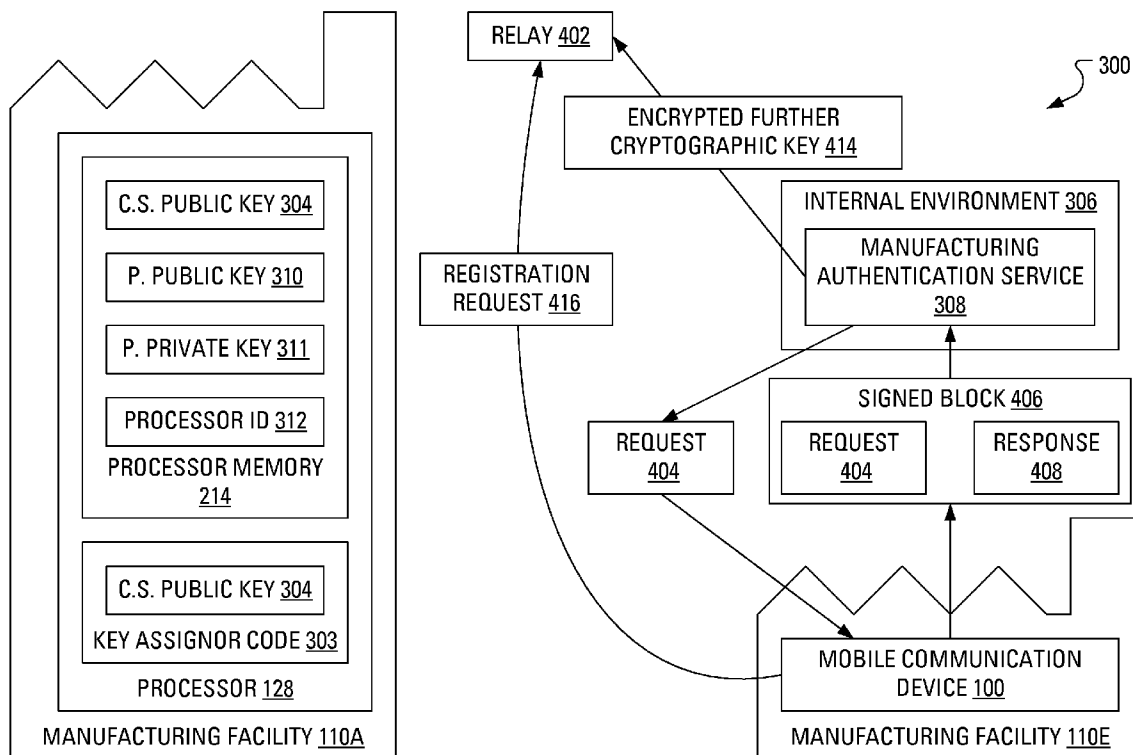 RELAY 402
300
ENCRYPTED FURTHER
CRYPTOGRAPHIC KEY 414
C.S. PUBLIC KEY 304
P. PUBLIC KEY 310
P. PRIVATE KEY 311
PROCESSOR ID 312
PROCESSOR MEMORY
214
C.S. PUBLIC KEY 304
KEY ASSIGNOR CODE 303
PROCESSOR 128
MANUFACTURING FACILITY 110A
REGISTRATION
REQUEST 416
INTERNAL ENVIRONMENT 306
MANUFACTURING
AUTHENTICATION SERVICE
308
REQUEST
404
SIGNED BLOCK 406
REQUEST
404
RESPONSE
408
MOBILE COMMUNICATION
DEVICE 100
MANUFACTURING FACILITY 110E